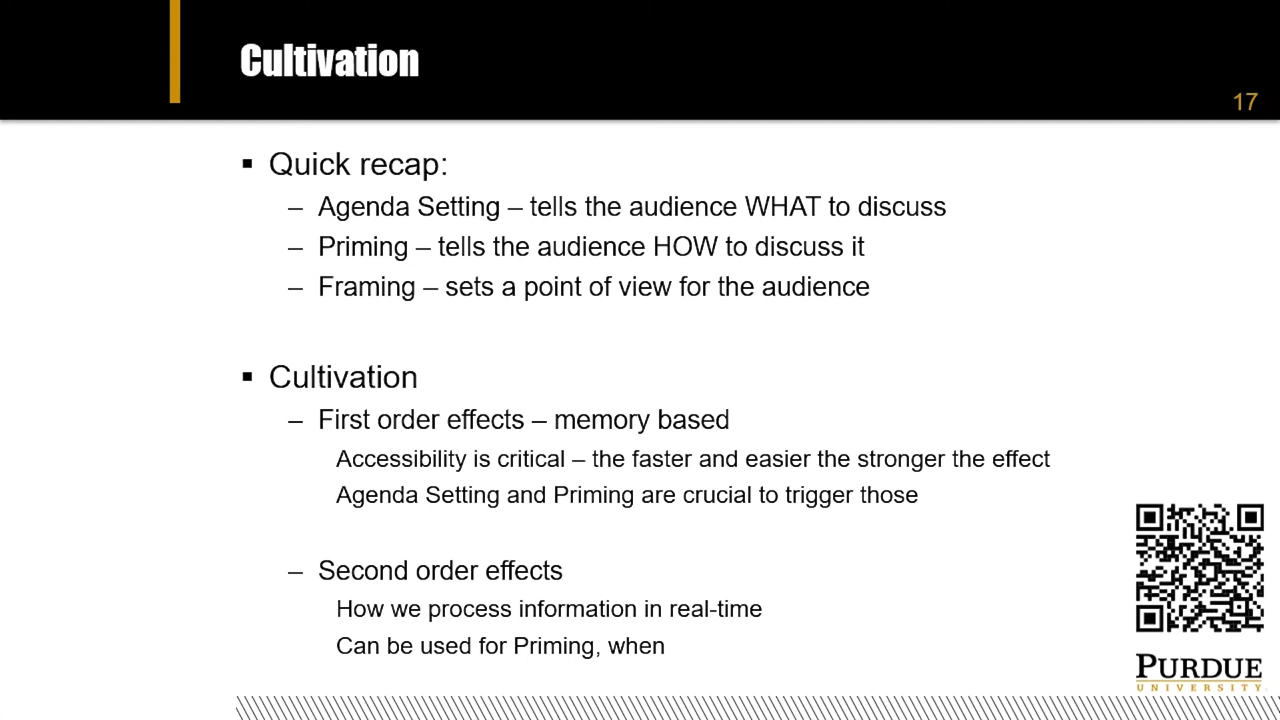 Cultivation
17
▪ Quick recap:
– Agenda Setting – tells the audience WHAT to discuss
– Priming – tells the audience HOW to discuss it
– Framing – sets a point of view for the audience
▪ Cultivation
– First order effects – memory based
Accessibility is critical – the faster and easier the stronger the effect
Agenda Setting and Priming are crucial to trigger those
– Second order effects
How we process information in real-time
Can be used for Priming, when
PURDUE
UNIVERSITY